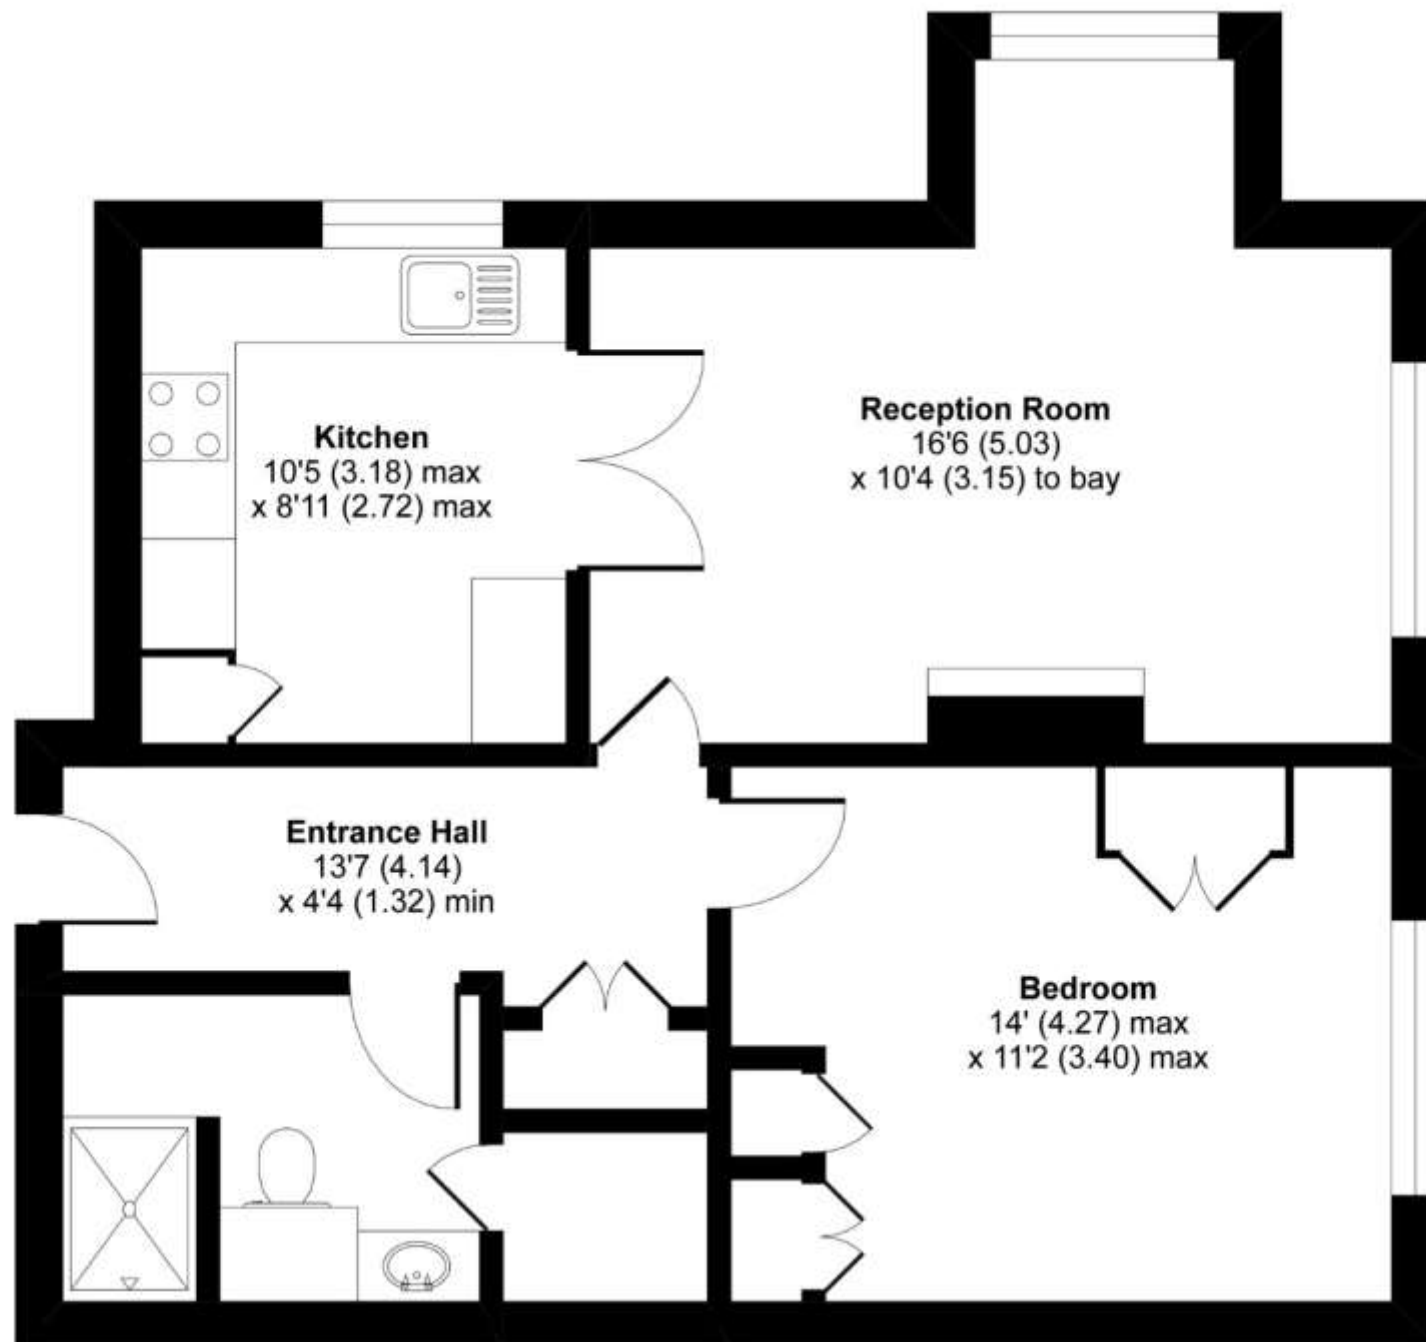 Kitchen
10'5 (3.18) max
x 8'11 (2.72) max
Reception Room
16'6 (5.03)
x 10'4 (3.15) to bay
Entrance Hall
13'7 (4.14)
x 4'4 (1.32) min
Bedroom
14' (4.27) max
x 11'2 (3.40) max